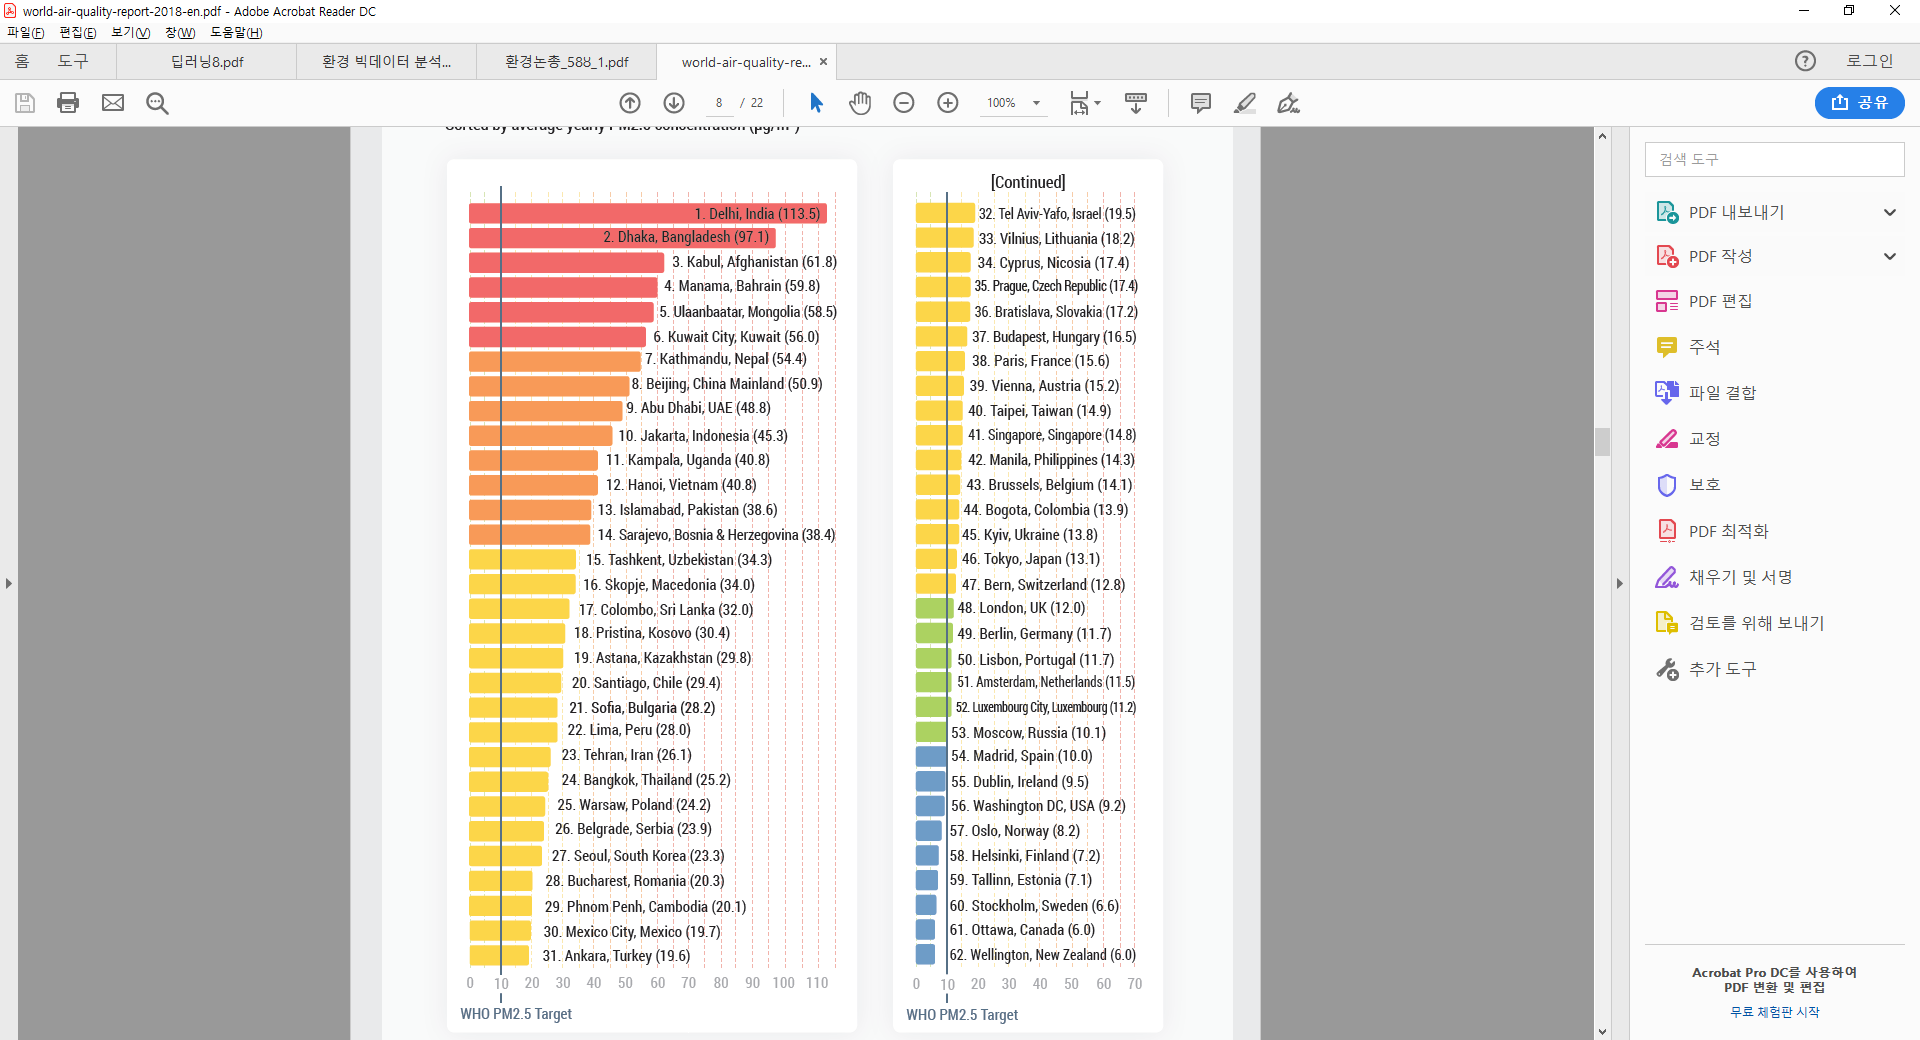 world-air-quality-report-2018-en.pdf - Adobe Acrobat Reader DC
파일(F) 편집(E) 보기(V) 창(W) 도움말(H)
홈 도구 딥러닝8.pdf 환경 빅데이터 분석... 환경논총_58호_1.pdf world-air-quality-re... × ? 로그인
8 / 22 100% 공유
Sorted by average yearly PM2.5 concentration (µg/m³)
1. Delhi, India (113.5)
2. Dhaka, Bangladesh (97.1)
3. Kabul, Afghanistan (61.8)
4. Manama, Bahrain (59.8)
5. Ulaanbaatar, Mongolia (58.5)
6. Kuwait City, Kuwait (56.0)
7. Kathmandu, Nepal (54.4)
8. Beijing, China Mainland (50.9)
9. Abu Dhabi, UAE (48.8)
10. Jakarta, Indonesia (45.3)
11. Kampala, Uganda (40.8)
12. Hanoi, Vietnam (40.8)
13. Islamabad, Pakistan (38.6)
14. Sarajevo, Bosnia & Herzegovina (38.4)
15. Tashkent, Uzbekistan (34.3)
16. Skopje, Macedonia (34.0)
17. Colombo, Sri Lanka (32.0)
18. Pristina, Kosovo (30.4)
19. Astana, Kazakhstan (29.8)
20. Santiago, Chile (29.4)
21. Sofia, Bulgaria (28.2)
22. Lima, Peru (28.0)
23. Tehran, Iran (26.1)
24. Bangkok, Thailand (25.2)
25. Warsaw, Poland (24.2)
26. Belgrade, Serbia (23.9)
27. Seoul, South Korea (23.3)
28. Bucharest, Romania (20.3)
29. Phnom Penh, Cambodia (20.1)
30. Mexico City, Mexico (19.7)
31. Ankara, Turkey (19.6)
0 10 20 30 40 50 60 70 80 90 100 110
WHO PM2.5 Target
[Continued]
32. Tel Aviv-Yafo, Israel (19.5)
33. Vilnius, Lithuania (18.2)
34. Cyprus, Nicosia (17.4)
35. Prague, Czech Republic (17.4)
36. Bratislava, Slovakia (17.2)
37. Budapest, Hungary (16.5)
38. Paris, France (15.6)
39. Vienna, Austria (15.2)
40. Taipei, Taiwan (14.9)
41. Singapore, Singapore (14.8)
42. Manila, Philippines (14.3)
43. Brussels, Belgium (14.1)
44. Bogota, Colombia (13.9)
45. Kyiv, Ukraine (13.8)
46. Tokyo, Japan (13.1)
47. Bern, Switzerland (12.8)
48. London, UK (12.0)
49. Berlin, Germany (11.7)
50. Lisbon, Portugal (11.7)
51. Amsterdam, Netherlands (11.5)
52. Luxembourg City, Luxembourg (11.2)
53. Moscow, Russia (10.1)
54. Madrid, Spain (10.0)
55. Dublin, Ireland (9.5)
56. Washington DC, USA (9.2)
57. Oslo, Norway (8.2)
58. Helsinki, Finland (7.2)
59. Tallinn, Estonia (7.1)
60. Stockholm, Sweden (6.6)
61. Ottawa, Canada (6.0)
62. Wellington, New Zealand (6.0)
0 10 20 30 40 50 60 70
WHO PM2.5 Target
검색 도구
PDF 내보내기
PDF 작성
PDF 편집
주석
파일 결합
교정
보호
PDF 최적화
채우기 및 서명
검토를 위해 보내기
추가 도구
Acrobat Pro DC를 사용하여
PDF 변환 및 편집
무료 체험판 시작